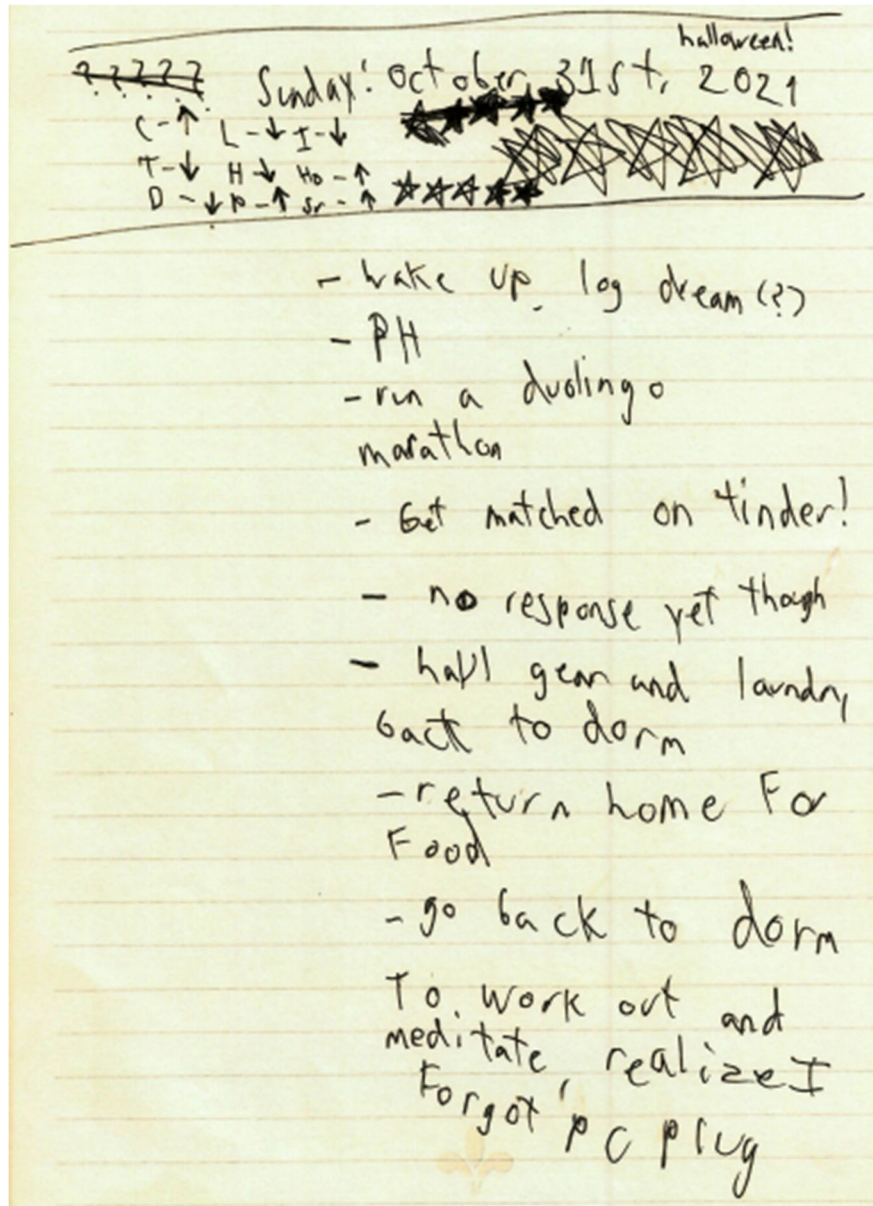 halloween!
?????
Sunday! October 31st, 2021
C-↑ L-↓ I-↓
T-↓ H↓ Ho-↑
D-↓ P-↑ Sr-↑
- wake up, log dream (?)
- PH
- run a duolingo
marathon
- Get matched on tinder!
- no response yet though
- haul gear and laundry
back to dorm
- return home For
Food
- go back to dorm
To work out and
meditate, realize I
Forgot PC plug